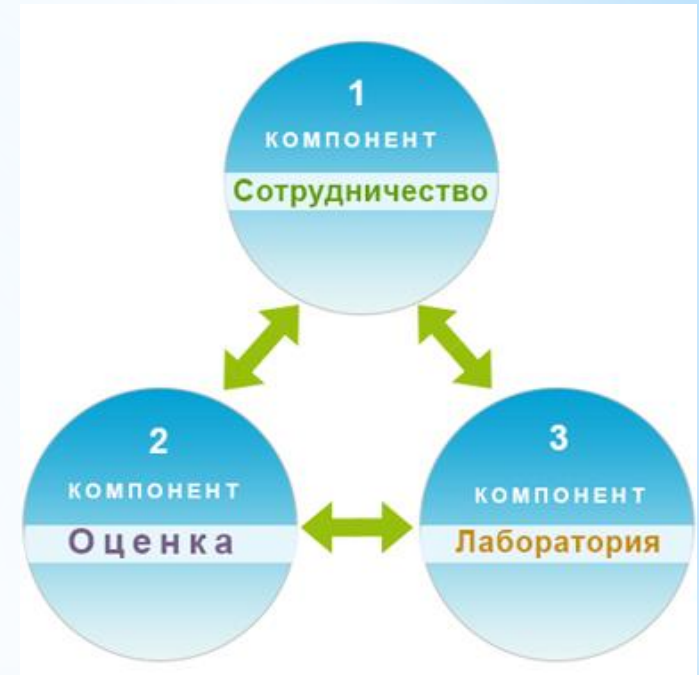 1
КОМПОНЕНТ
Сотрудничество
2
КОМПОНЕНТ
Оценка
3
КОМПОНЕНТ
Лаборатория